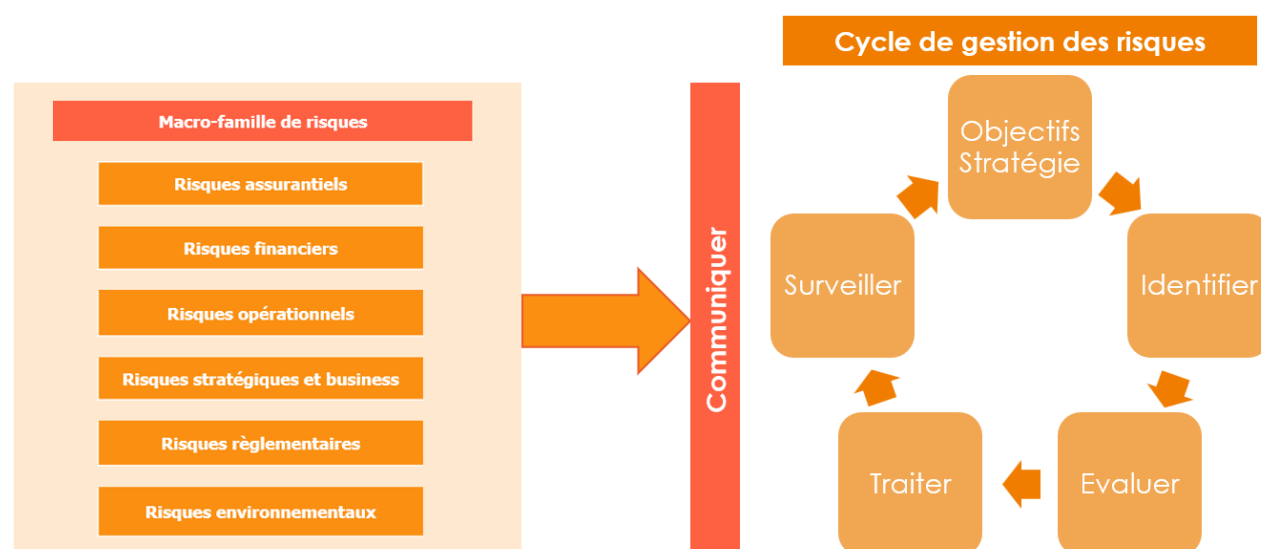 Cycle de gestion des risques
Macro-famille de risques
Risques assurantiels
Risques financiers
Risques opérationnels
Risques stratégiques et business
Risques règlementaires
Risques environnementaux
Communiquer
Objectifs
Stratégie
Identifier
Evaluer
Traiter
Surveiller